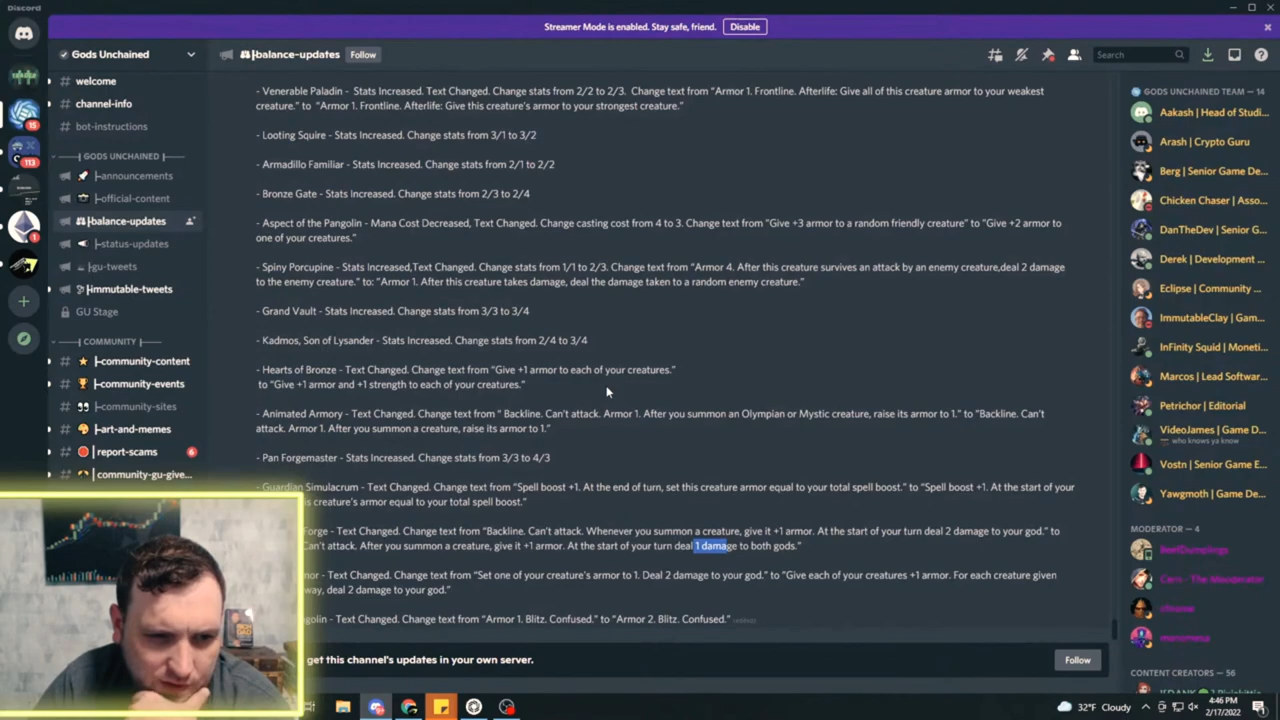 Discord
Streamer Mode is enabled. Stay safe, friend. Disable
Gods Unchained
balance-updates Follow
Search
welcome
channel-info
bot-instructions
GODS UNCHAINED
announcements
official-content
balance-updates
status-updates
gu-tweets
immutable-tweets
GU Stage
COMMUNITY
community-content
community-events
community-sites
art-and-memes
report-scams 6
community-gu-give...
15
113
1
- Venerable Paladin - Stats Increased. Text Changed. Change stats from 2/2 to 2/3. Change text from "Armor 1. Frontline. Afterlife: Give all of this creature armor to your weakest
creature." to "Armor 1. Frontline. Afterlife: Give this creature's armor to your strongest creature."
- Looting Squire - Stats Increased. Change stats from 3/1 to 3/2
- Armadillo Familiar - Stats Increased. Change stats from 2/1 to 2/2
- Bronze Gate - Stats Increased. Change stats from 2/3 to 2/4
- Aspect of the Pangolin - Mana Cost Decreased, Text Changed. Change casting cost from 4 to 3. Change text from "Give +3 armor to a random friendly creature" to "Give +2 armor to
one of your creatures."
- Spiny Porcupine - Stats Increased,Text Changed. Change stats from 1/1 to 2/3. Change text from "Armor 4. After this creature survives an attack by an enemy creature,deal 2 damage
to the enemy creature." to: "Armor 1. After this creature takes damage, deal the damage taken to a random enemy creature."
- Grand Vault - Stats Increased. Change stats from 3/3 to 3/4
- Kadmos, Son of Lysander - Stats Increased. Change stats from 2/4 to 3/4
- Hearts of Bronze - Text Changed. Change text from "Give +1 armor to each of your creatures."
to "Give +1 armor and +1 strength to each of your creatures."
- Animated Armory - Text Changed. Change text from " Backline. Can't attack. Armor 1. After you summon an Olympian or Mystic creature, raise its armor to 1." to "Backline. Can't
attack. Armor 1. After you summon a creature, raise its armor to 1."
- Pan Forgemaster - Stats Increased. Change stats from 3/3 to 4/3
- Guardian Simulacrum - Text Changed. Change text from "Spell boost +1. At the end of turn, set this creature armor equal to your total spell boost." to "Spell boost +1. At the start of your
this creature's armor equal to your total spell boost."
Forge - Text Changed. Change text from "Backline. Can't attack. Whenever you summon a creature, give it +1 armor. At the start of your turn deal 2 damage to your god." to
Can't attack. After you summon a creature, give it +1 armor. At the start of your turn deal 1 damage to both gods."
- Text Changed. Change text from "Set one of your creature's armor to 1. Deal 2 damage to your god." to "Give each of your creatures +1 armor. For each creature given
way, deal 2 damage to your god."
- Text Changed. Change text from "Armor 1. Blitz. Confused." to "Armor 2. Blitz. Confused." (edited)
get this channel's updates in your own server. Follow
GODS UNCHAINED TEAM — 14
Aakash | Head of Studi...
Arash | Crypto Guru
Berg | Senior Game De...
Chicken Chaser | Asso...
DanTheDev | Senior G...
Derek | Development ...
Eclipse | Community ...
ImmutableClay | Gam...
InFinity Squid | Moneti...
Marcos | Lead Softwar...
Petrichor | Editorial
VideoJames | Game De...
who knows ya know
Vostn | Senior Game E...
Yawgmoth | Game De...
MODERATOR — 4
CONTENT CREATORS — 56
RICH
DAD
32°F Cloudy
4:46 PM
2/17/2022